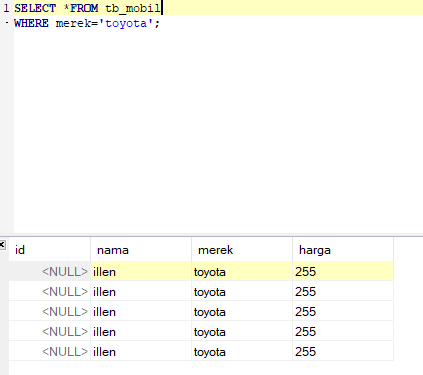 1 SELECT *FROM tb_mobil
WHERE merek='toyota';
x
id nama merek harga
<NULL> illen toyota 255
<NULL> illen toyota 255
<NULL> illen toyota 255
<NULL> illen toyota 255
<NULL> illen toyota 255